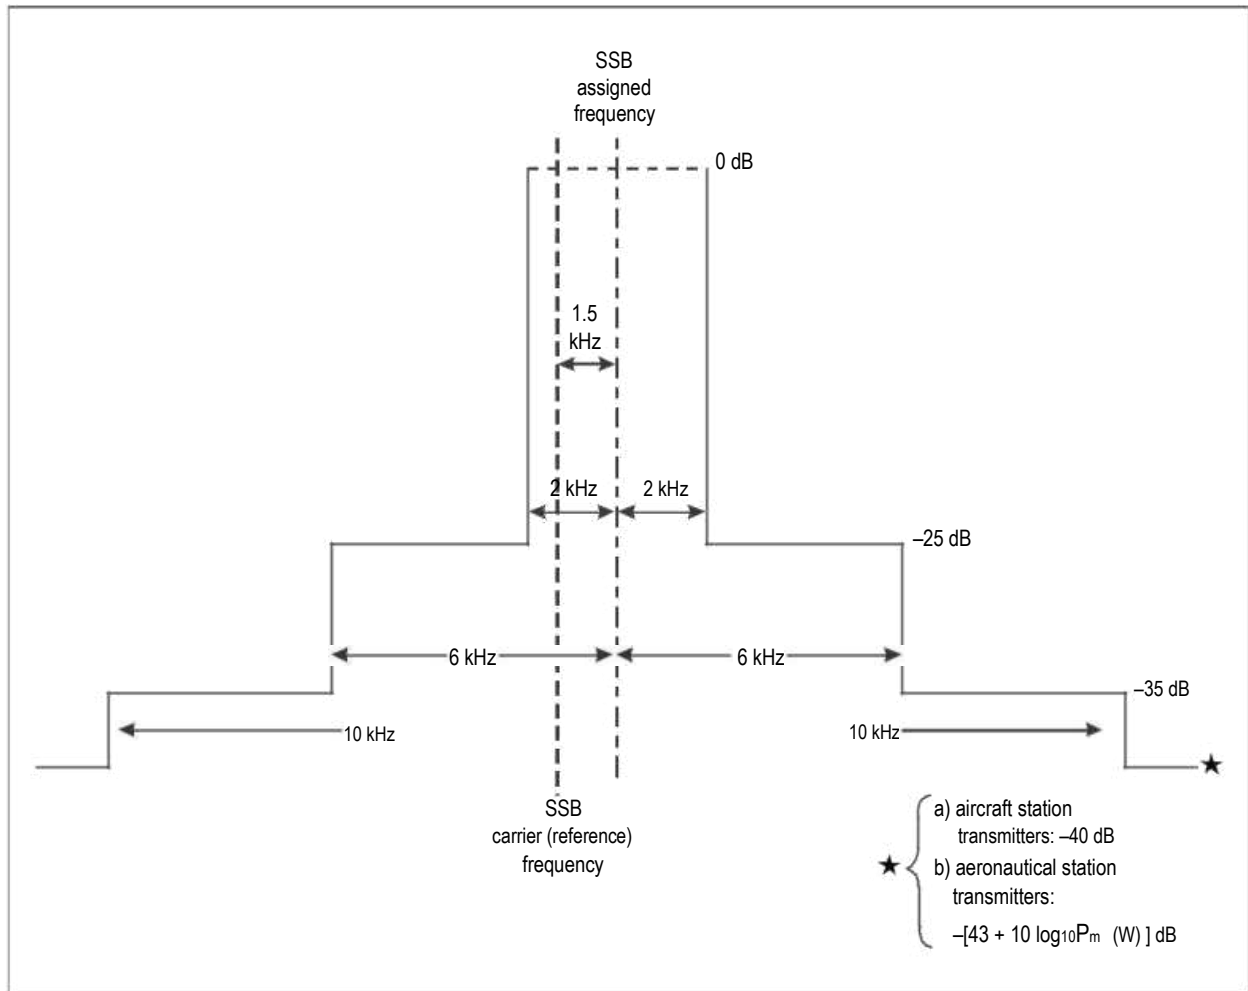 SSB
assigned
frequency
0 dB
1.5
kHz
2 kHz
2 kHz
–25 dB
6 kHz
6 kHz
–35 dB
10 kHz
10 kHz
★
SSB
carrier (reference)
frequency
★
a) aircraft station
transmitters: –40 dB
b) aeronautical station
transmitters:
–[43 + 10 log10Pm (W) ] dB